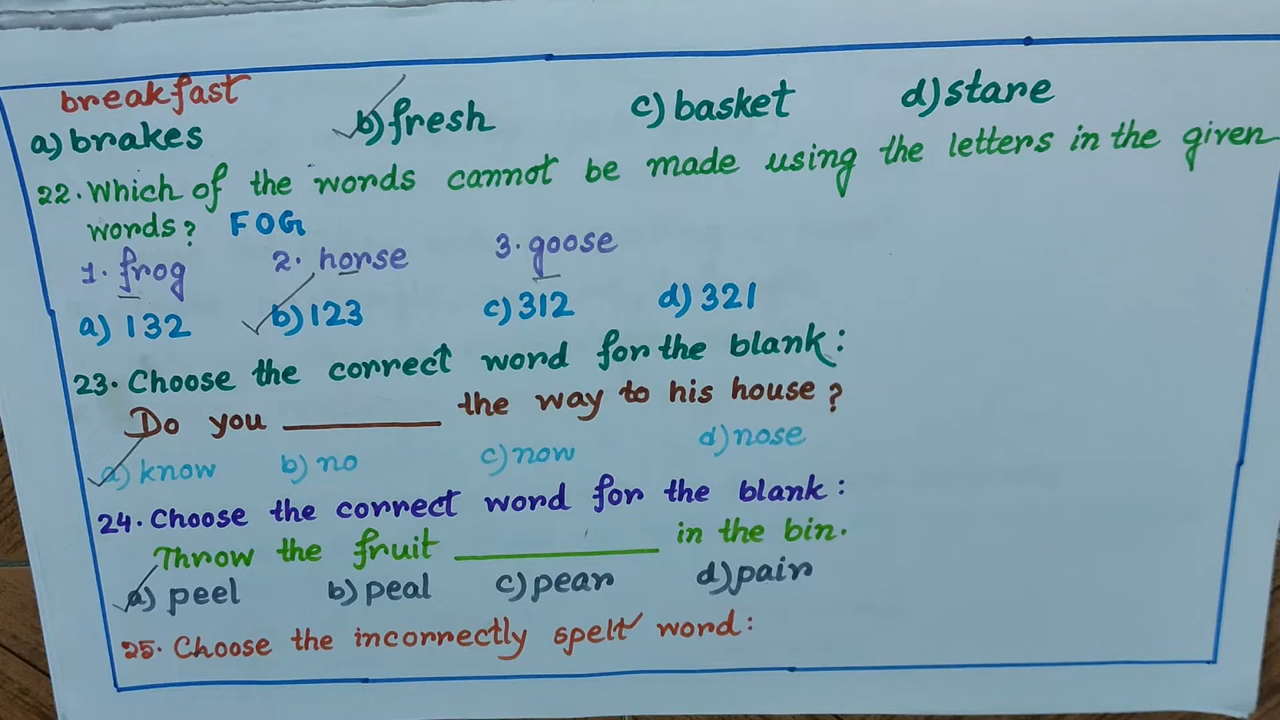 breakfast
a) brakes b) fresh c) basket d) stare
22. Which of the words cannot be made using the letters in the given
words? FOG
1. frog 2. horse 3. goose
a) 132 b) 123 c) 312 d) 321
23. Choose the correct word for the blank:
Do you ________ the way to his house?
a) know b) no c) now d) nose
24. Choose the correct word for the blank:
Throw the fruit ________ in the bin.
a) peel b) peal c) pear d) pair
25. Choose the incorrectly spelt word: